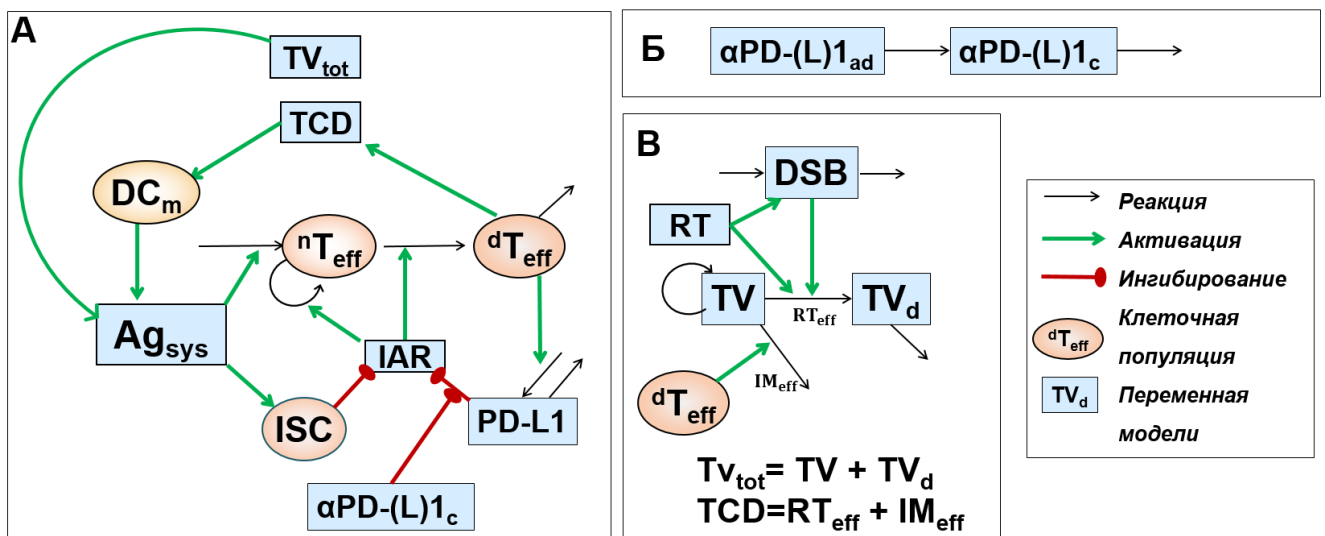 А
TVtot
TCD
DCm
nTeff
dTeff
Agsys
IAR
ISC
PD-L1
αPD-(L)1c
Б
αPD-(L)1ad
αPD-(L)1c
В
DSB
RT
TV
RTeff
TVd
IMeff
dTeff
Tvtot= TV + TVd
TCD=RTeff + IMeff
Реакция
Активация
Ингибирование
dTeff
Клеточная
популяция
TVd
Переменная
модели